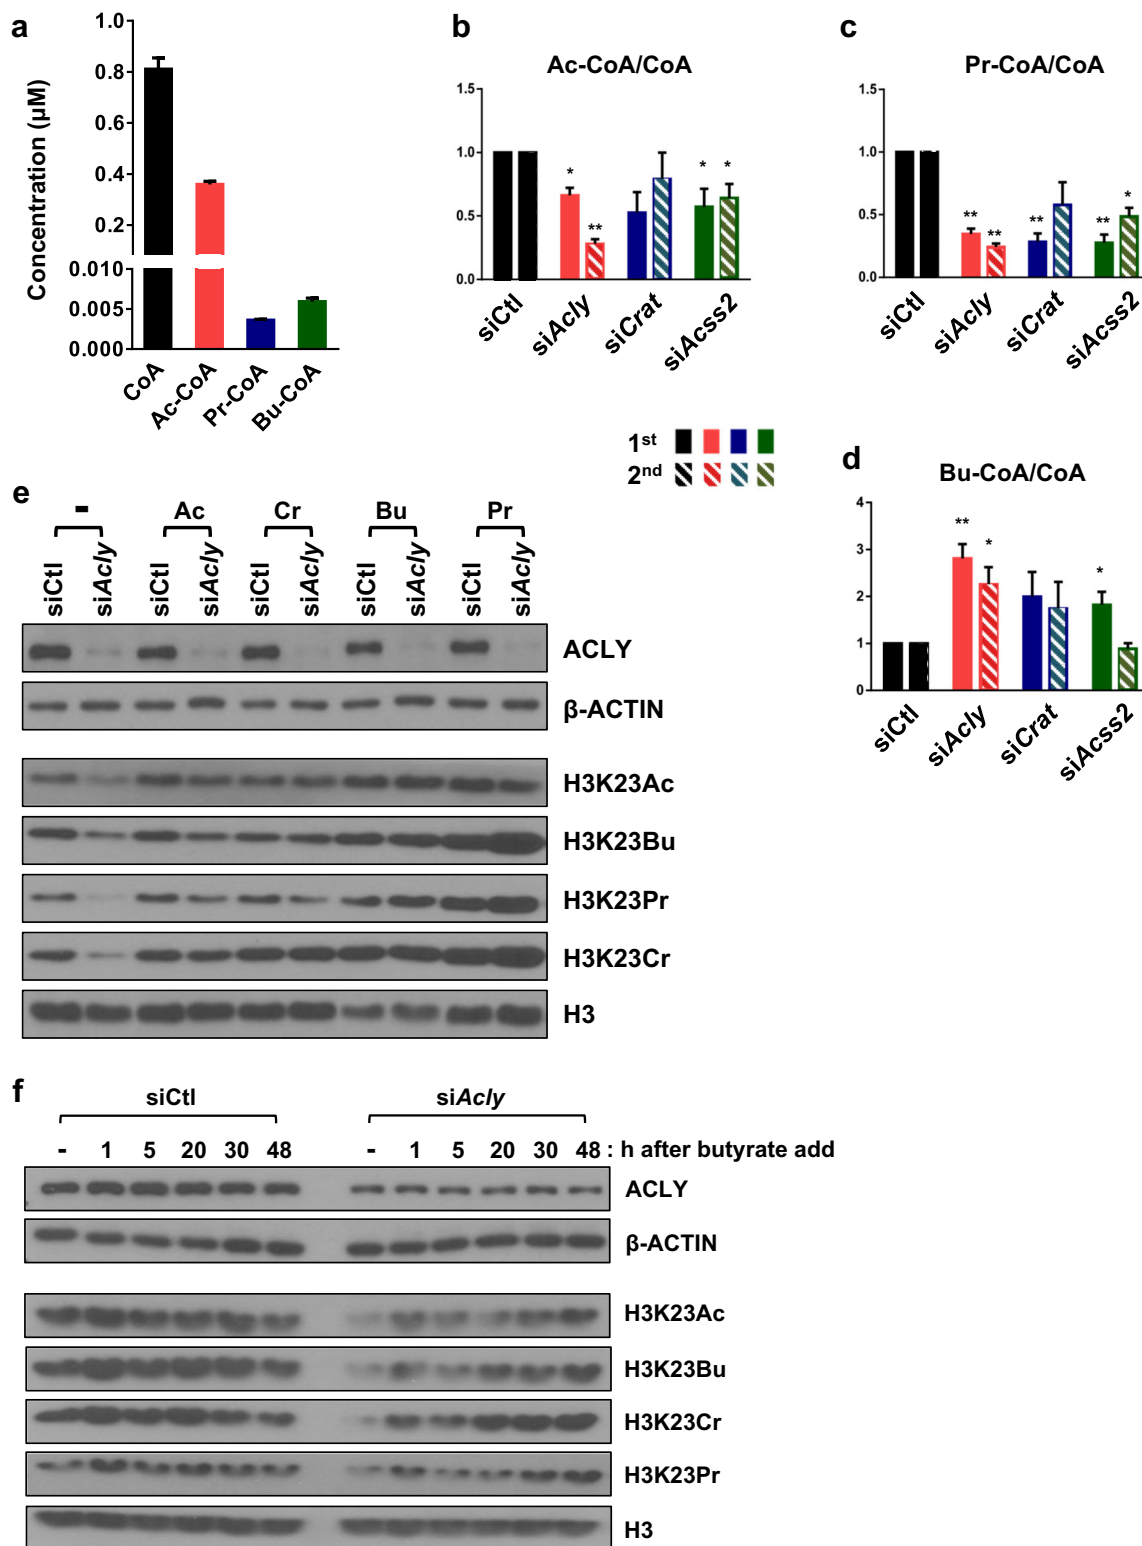 a
Concentration (µM)
1.0
0.8
0.6
0.4
0.2
0.010
0.005
0.000
CoA
Ac-CoA
Pr-CoA
Bu-CoA
b
Ac-CoA/CoA
1.5
1.0
0.5
0.0
*
**
*
*
siCtl
siAcly
siCrat
siAcss2
c
Pr-CoA/CoA
1.5
1.0
0.5
0.0
**
**
**
**
*
siCtl
siAcly
siCrat
siAcss2
1st
2nd
d
Bu-CoA/CoA
4
3
2
1
0
**
*
*
siCtl
siAcly
siCrat
siAcss2
e
- Ac Cr Bu Pr
siCtl siAcly siCtl siAcly siCtl siAcly siCtl siAcly siCtl siAcly
ACLY
β-ACTIN
H3K23Ac
H3K23Bu
H3K23Pr
H3K23Cr
H3
f
siCtl siAcly
- 1 5 20 30 48 - 1 5 20 30 48 : h after butyrate add
ACLY
β-ACTIN
H3K23Ac
H3K23Bu
H3K23Cr
H3K23Pr
H3